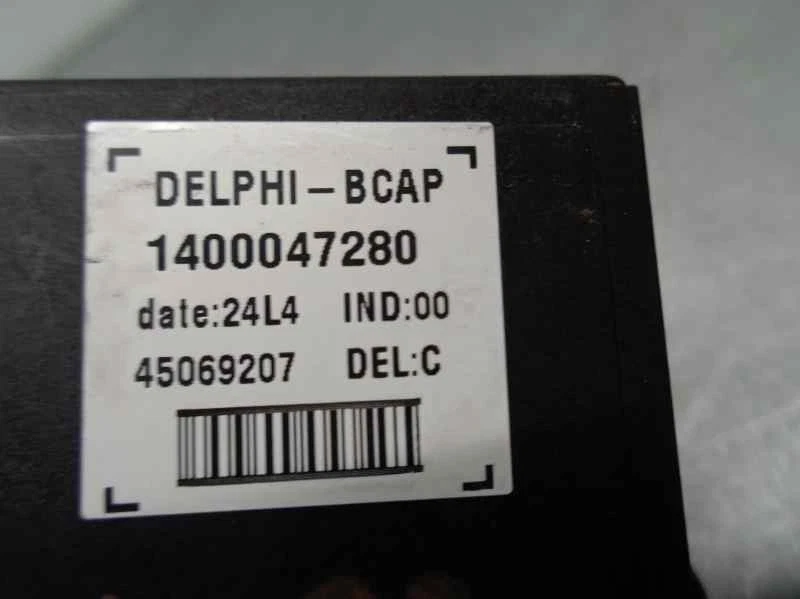 DELPHI-BCAP
1400047280
date:24L4 IND:00
45069207 DEL:C